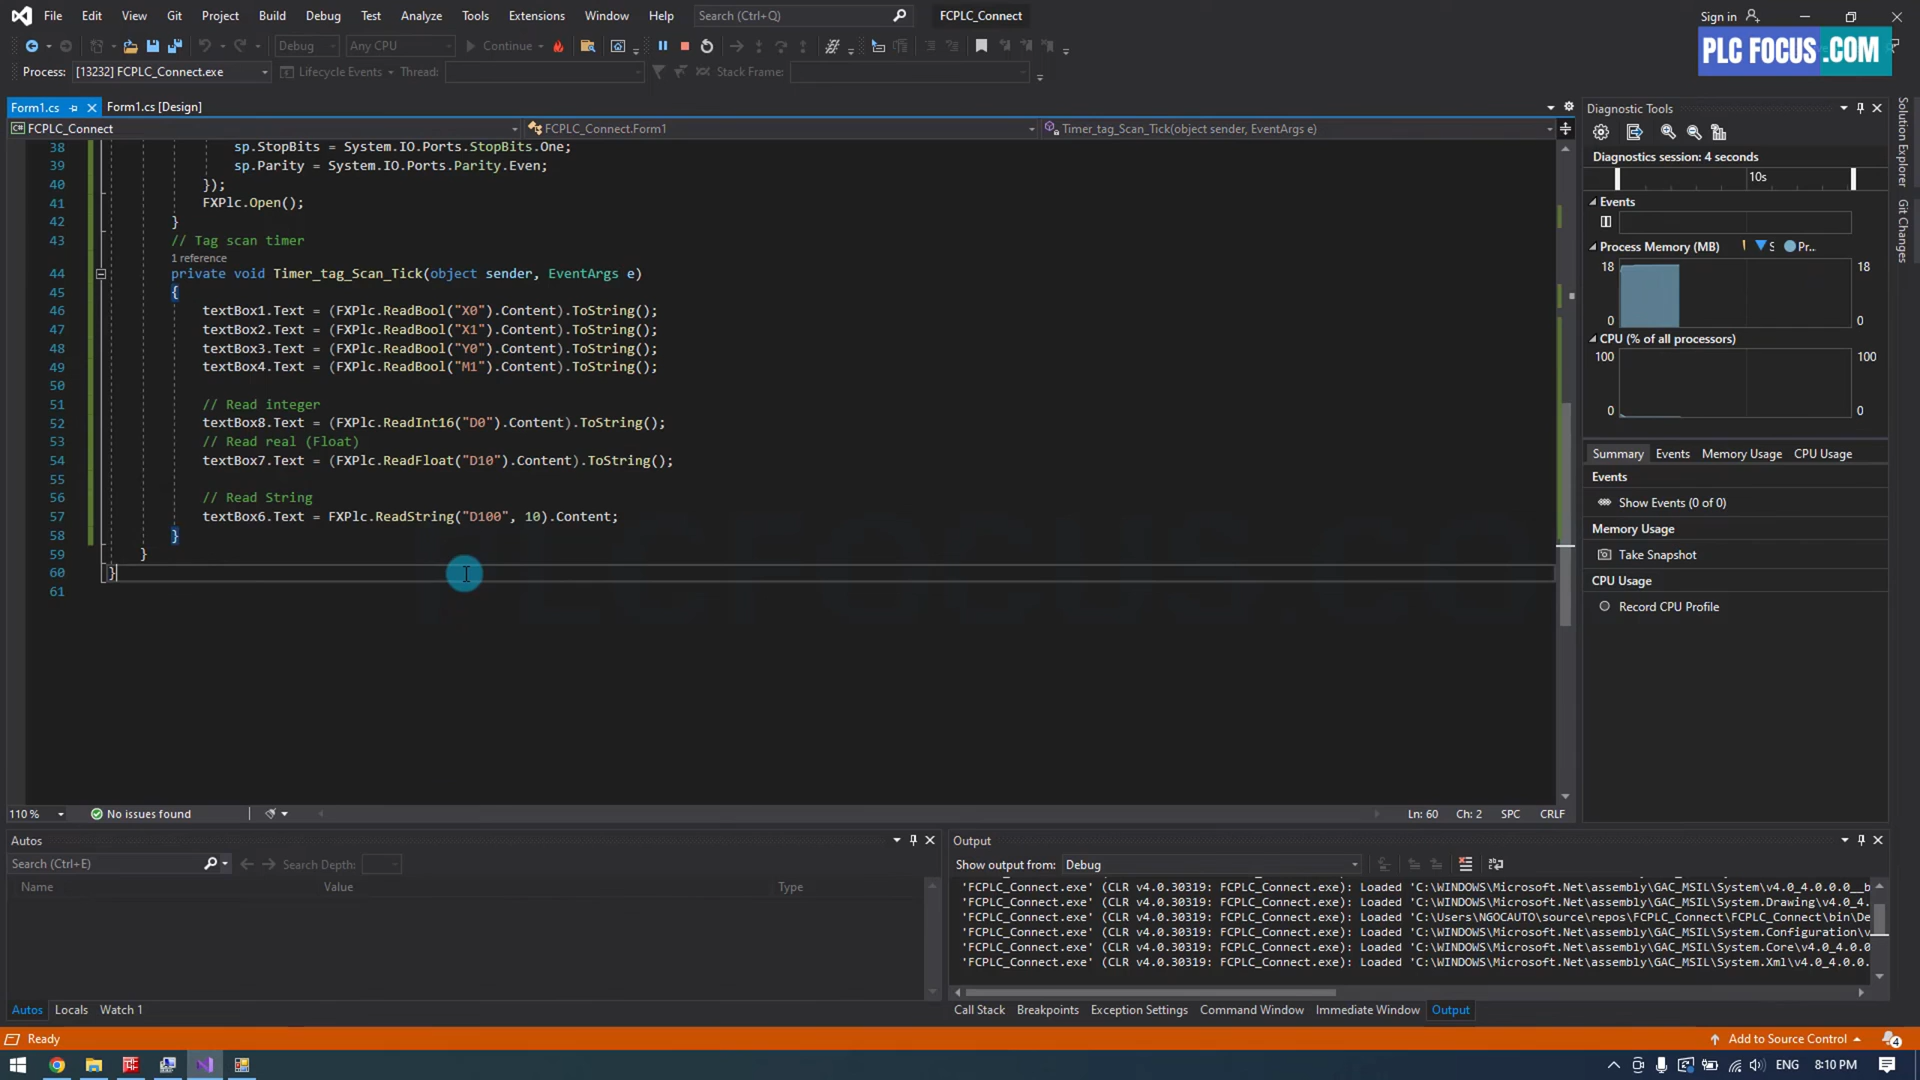 File Edit View Git Project Build Debug Test Analyze Tools Extensions Window Help Search (Ctrl+Q) FCPLC_Connect Sign in
Debug Any CPU Continue
PLC FOCUS .COM
Process: [13232] FCPLC_Connect.exe Lifecycle Events Thread: Stack Frame:
Form1.cs Form1.cs [Design]
FCPLC_Connect FCPLC_Connect.Form1 Timer_tag_Scan_Tick(object sender, EventArgs e)
38 sp.StopBits = System.IO.Ports.StopBits.One;
39 sp.Parity = System.IO.Ports.Parity.Even;
40 });
41 FXPlc.Open();
42 }
43 // Tag scan timer
1 reference
44 private void Timer_tag_Scan_Tick(object sender, EventArgs e)
45 {
46 textBox1.Text = (FXPlc.ReadBool("X0").Content).ToString();
47 textBox2.Text = (FXPlc.ReadBool("X1").Content).ToString();
48 textBox3.Text = (FXPlc.ReadBool("Y0").Content).ToString();
49 textBox4.Text = (FXPlc.ReadBool("M1").Content).ToString();
50
51 // Read integer
52 textBox8.Text = (FXPlc.ReadInt16("D0").Content).ToString();
53 // Read real (Float)
54 textBox7.Text = (FXPlc.ReadFloat("D10").Content).ToString();
55
56 // Read String
57 textBox6.Text = FXPlc.ReadString("D100", 10).Content;
58 }
59 }
60 }
61
PLCFOCUS.CO
110 % No issues found Ln: 60 Ch: 2 SPC CRLF
Diagnostic Tools
Diagnostics session: 4 seconds
10s
Events
Process Memory (MB) S Pr..
18 18
0 0
CPU (% of all processors)
100 100
0 0
Summary Events Memory Usage CPU Usage
Events
Show Events (0 of 0)
Memory Usage
Take Snapshot
CPU Usage
Record CPU Profile
Solution Explorer
Git Changes
Autos
Search (Ctrl+E) Search Depth:
Name Value Type
Autos Locals Watch 1
Output
Show output from: Debug
'FCPLC_Connect.exe' (CLR v4.0.30319: FCPLC_Connect.exe): Loaded 'C:\WINDOWS\Microsoft.Net\assembly\GAC_MSIL\System\v4.0_4.0.0.0__b
'FCPLC_Connect.exe' (CLR v4.0.30319: FCPLC_Connect.exe): Loaded 'C:\WINDOWS\Microsoft.Net\assembly\GAC_MSIL\System.Drawing\v4.0_4.
'FCPLC_Connect.exe' (CLR v4.0.30319: FCPLC_Connect.exe): Loaded 'C:\Users\NGOCAUTO\source\repos\FCPLC_Connect\FCPLC_Connect\bin\De
'FCPLC_Connect.exe' (CLR v4.0.30319: FCPLC_Connect.exe): Loaded 'C:\WINDOWS\Microsoft.Net\assembly\GAC_MSIL\System.Configuration\v
'FCPLC_Connect.exe' (CLR v4.0.30319: FCPLC_Connect.exe): Loaded 'C:\WINDOWS\Microsoft.Net\assembly\GAC_MSIL\System.Core\v4.0_4.0.0
'FCPLC_Connect.exe' (CLR v4.0.30319: FCPLC_Connect.exe): Loaded 'C:\WINDOWS\Microsoft.Net\assembly\GAC_MSIL\System.Xml\v4.0_4.0.0.
Call Stack Breakpoints Exception Settings Command Window Immediate Window Output
Ready Add to Source Control 4
ENG 8:10 PM